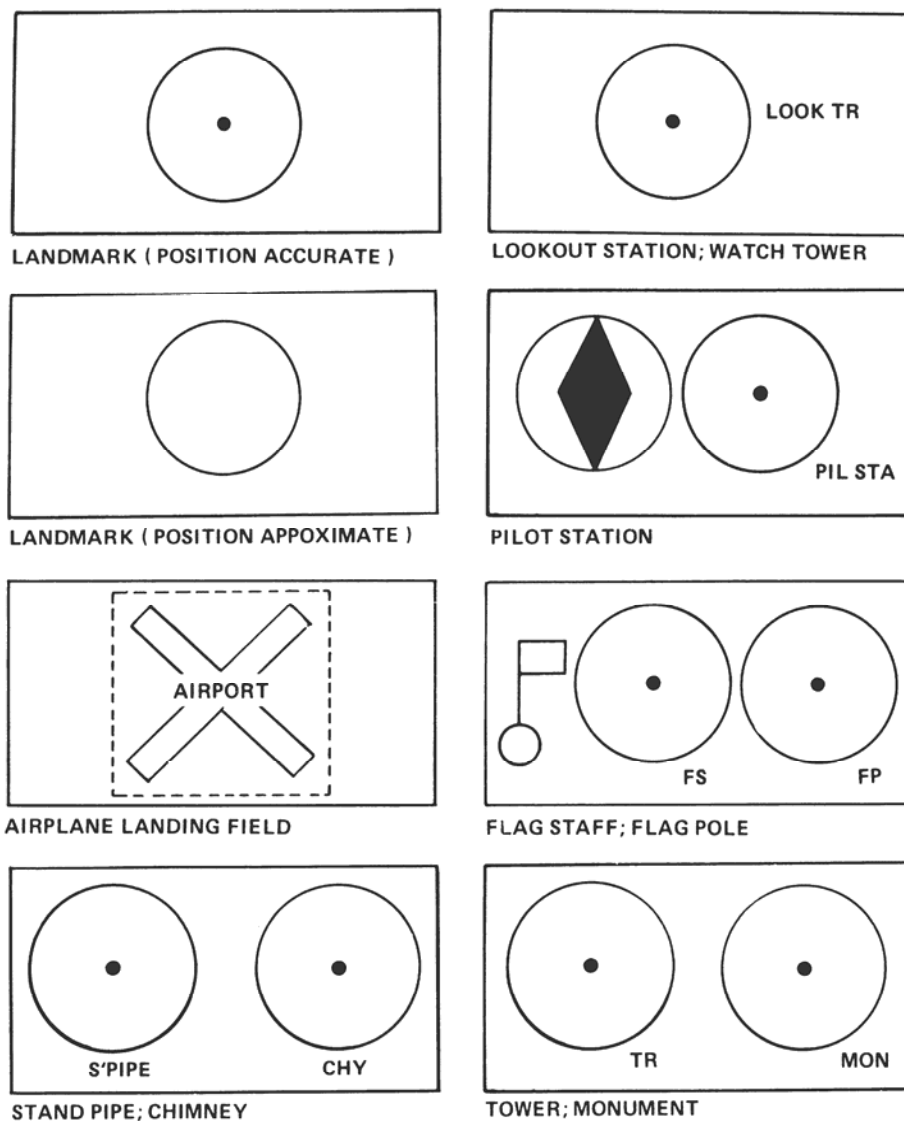 LOOK TR
LANDMARK ( POSITION ACCURATE )
LOOKOUT STATION; WATCH TOWER
PIL STA
LANDMARK ( POSITION APPOXIMATE )
PILOT STATION
AIRPORT
FS
FP
AIRPLANE LANDING FIELD
FLAG STAFF; FLAG POLE
S'PIPE
CHY
TR
MON
STAND PIPE; CHIMNEY
TOWER; MONUMENT